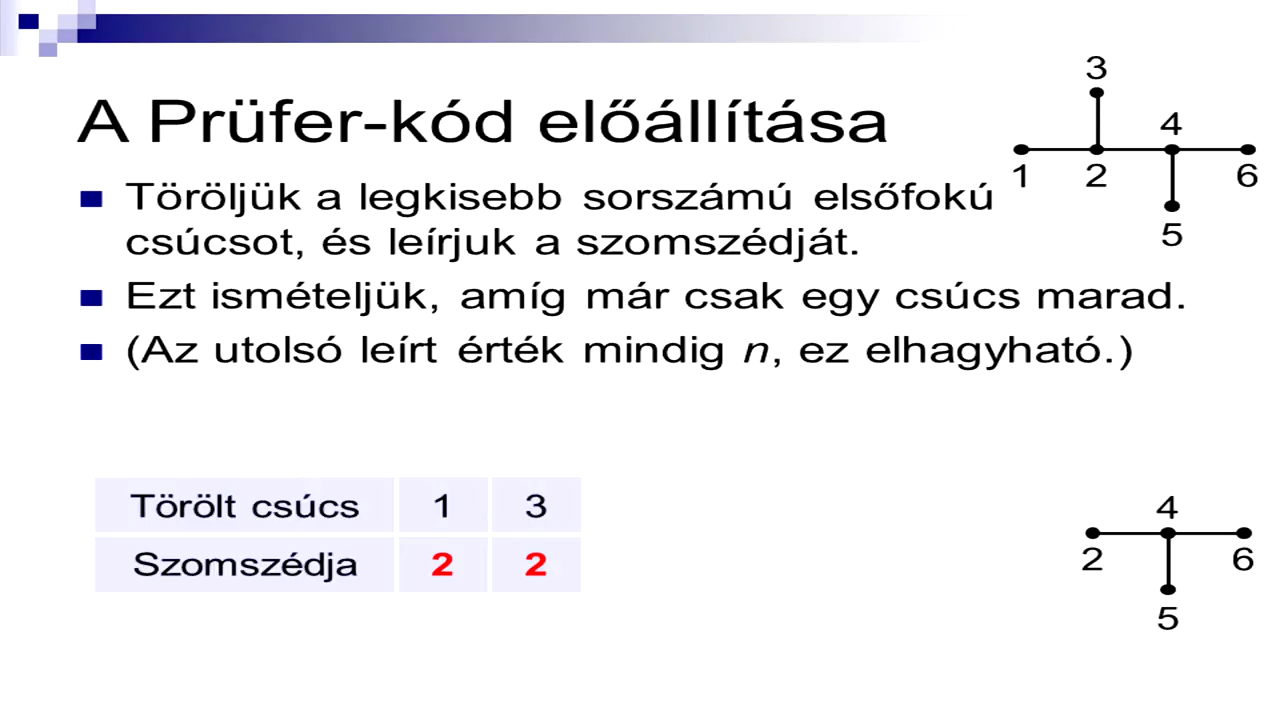 A Prüfer-kód előállítása
Töröljük a legkisebb sorszámú elsőfokú
csúcsot, és leírjuk a szomszédját.
Ezt ismételjük, amíg már csak egy csúcs marad.
(Az utolsó leírt érték mindig n, ez elhagyható.)
3
4
1 2 6
5
Törölt csúcs 1 3
Szomszédja 2 2
4
2 6
5